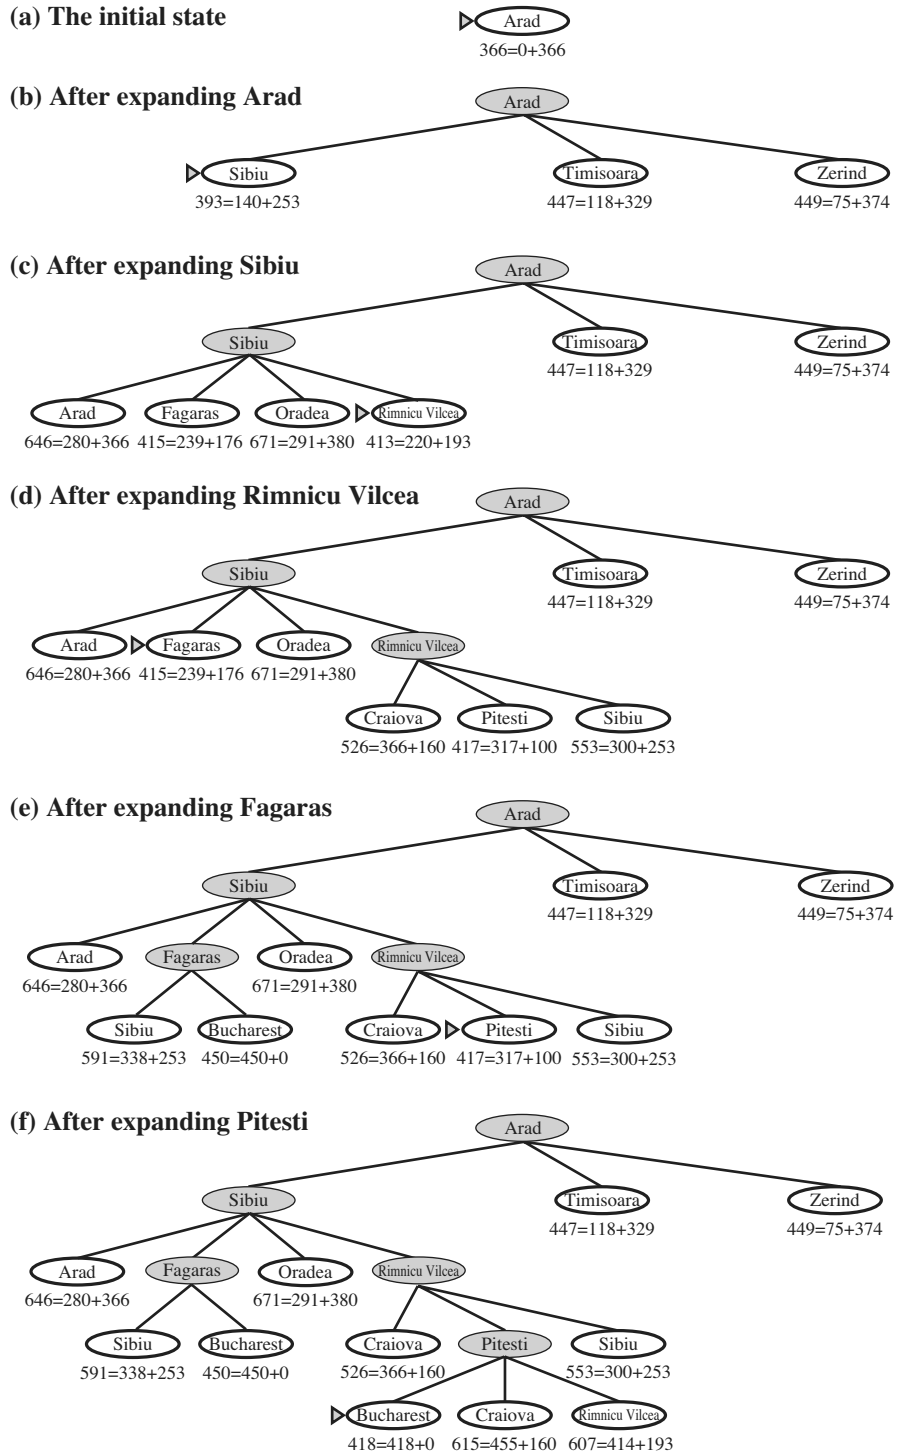 (a) The initial state
Arad
366=0+366
(b) After expanding Arad
Arad
Sibiu Timisoara Zerind
393=140+253 447=118+329 449=75+374
(c) After expanding Sibiu
Arad
Sibiu Timisoara Zerind
447=118+329 449=75+374
Arad Fagaras Oradea Rimnicu Vilcea
646=280+366 415=239+176 671=291+380 413=220+193
(d) After expanding Rimnicu Vilcea
Arad
Sibiu Timisoara Zerind
447=118+329 449=75+374
Arad Fagaras Oradea Rimnicu Vilcea
646=280+366 415=239+176 671=291+380
Craiova Pitesti Sibiu
526=366+160 417=317+100 553=300+253
(e) After expanding Fagaras
Arad
Sibiu Timisoara Zerind
447=118+329 449=75+374
Arad Fagaras Oradea Rimnicu Vilcea
646=280+366 671=291+380
Sibiu Bucharest Craiova Pitesti Sibiu
591=338+253 450=450+0 526=366+160 417=317+100 553=300+253
(f) After expanding Pitesti
Arad
Sibiu Timisoara Zerind
447=118+329 449=75+374
Arad Fagaras Oradea Rimnicu Vilcea
646=280+366 671=291+380
Sibiu Bucharest Craiova Pitesti Sibiu
591=338+253 450=450+0 526=366+160 553=300+253
Bucharest Craiova Rimnicu Vilcea
418=418+0 615=455+160 607=414+193